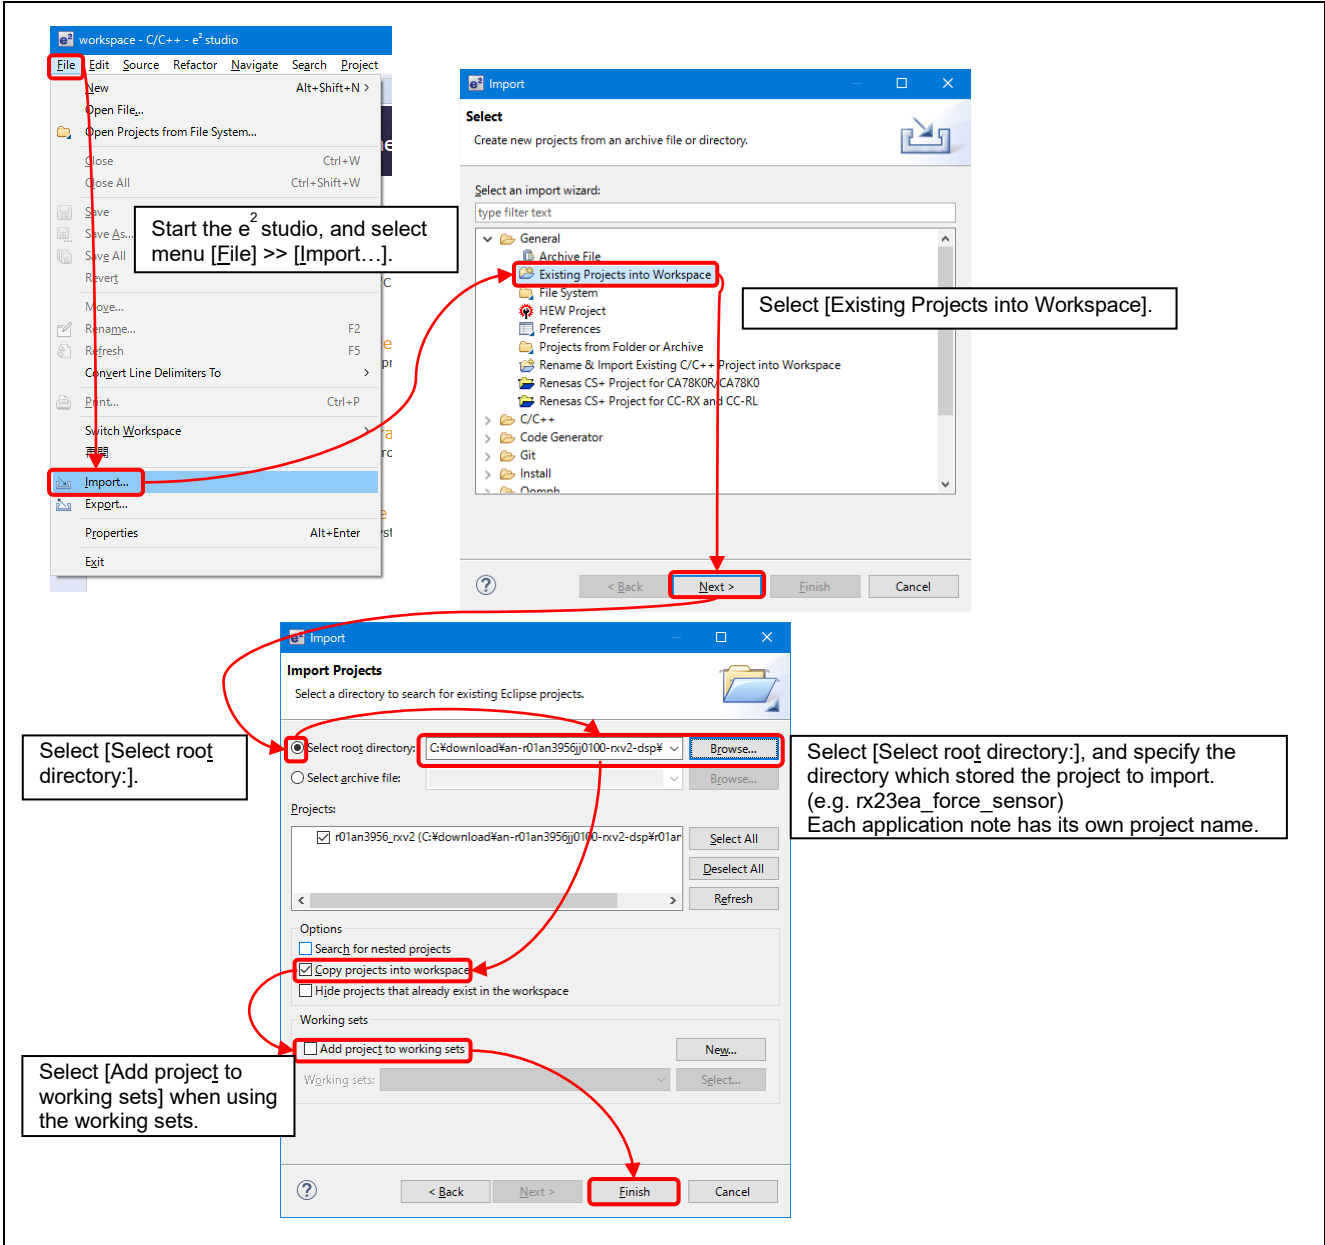 workspace - C/C++ - e² studio
File Edit Source Refactor Navigate Search Project
New Alt+Shift+N >
Open File...
Open Projects from File System...
Close Ctrl+W
Close All Ctrl+Shift+W
Save
Save As...
Save All
Revert
Move...
Rename... F2
Refresh F5
Convert Line Delimiters To >
Print... Ctrl+P
Switch Workspace >
再開
Import...
Export...
Properties Alt+Enter
Exit
Start the e² studio, and select
menu [File] >> [Import…].
Import
Select
Create new projects from an archive file or directory.
Select an import wizard:
type filter text
General
Archive File
Existing Projects into Workspace
File System
HEW Project
Preferences
Projects from Folder or Archive
Rename & Import Existing C/C++ Project into Workspace
Renesas CS+ Project for CA78K0R/CA78K0
Renesas CS+ Project for CC-RX and CC-RL
C/C++
Code Generator
Git
Install
Oomph
< Back Next > Finish Cancel
Select [Existing Projects into Workspace].
Import
Import Projects
Select a directory to search for existing Eclipse projects.
Select root directory: C:¥download¥an-r01an3956jj0100-rxv2-dsp¥ Browse...
Select archive file: Browse...
Projects:
r01an3956_rxv2 (C:¥download¥an-r01an3956jj0100-rxv2-dsp¥r01an
Select All
Deselect All
Refresh
Options
Search for nested projects
Copy projects into workspace
Hide projects that already exist in the workspace
Working sets
Add project to working sets New...
Working sets: Select...
< Back Next > Finish Cancel
Select [Select root
directory:].
Select [Select root directory:], and specify the
directory which stored the project to import.
(e.g. rx23ea_force_sensor)
Each application note has its own project name.
Select [Add project to
working sets] when using
the working sets.